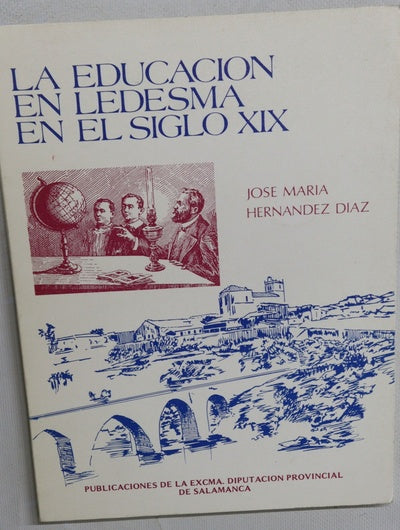 LA EDUCACION
EN LEDESMA
EN EL SIGLO XIX
JOSE MARIA
HERNANDEZ DIAZ
PUBLICACIONES DE LA EXCMA. DIPUTACION PROVINCIAL
DE SALAMANCA